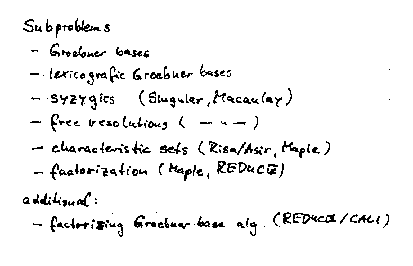 Subproblems
- Groebner bases
- lexicografic Groebner bases
- syzygies (Singular, Macaulay)
- free resolutions ( — " — )
- characteristic sets (Risa/Asir, Maple)
- factorization (Maple, REDUCE)
additional:
- factorizing Groebner base alg. (REDUCE/CALI)